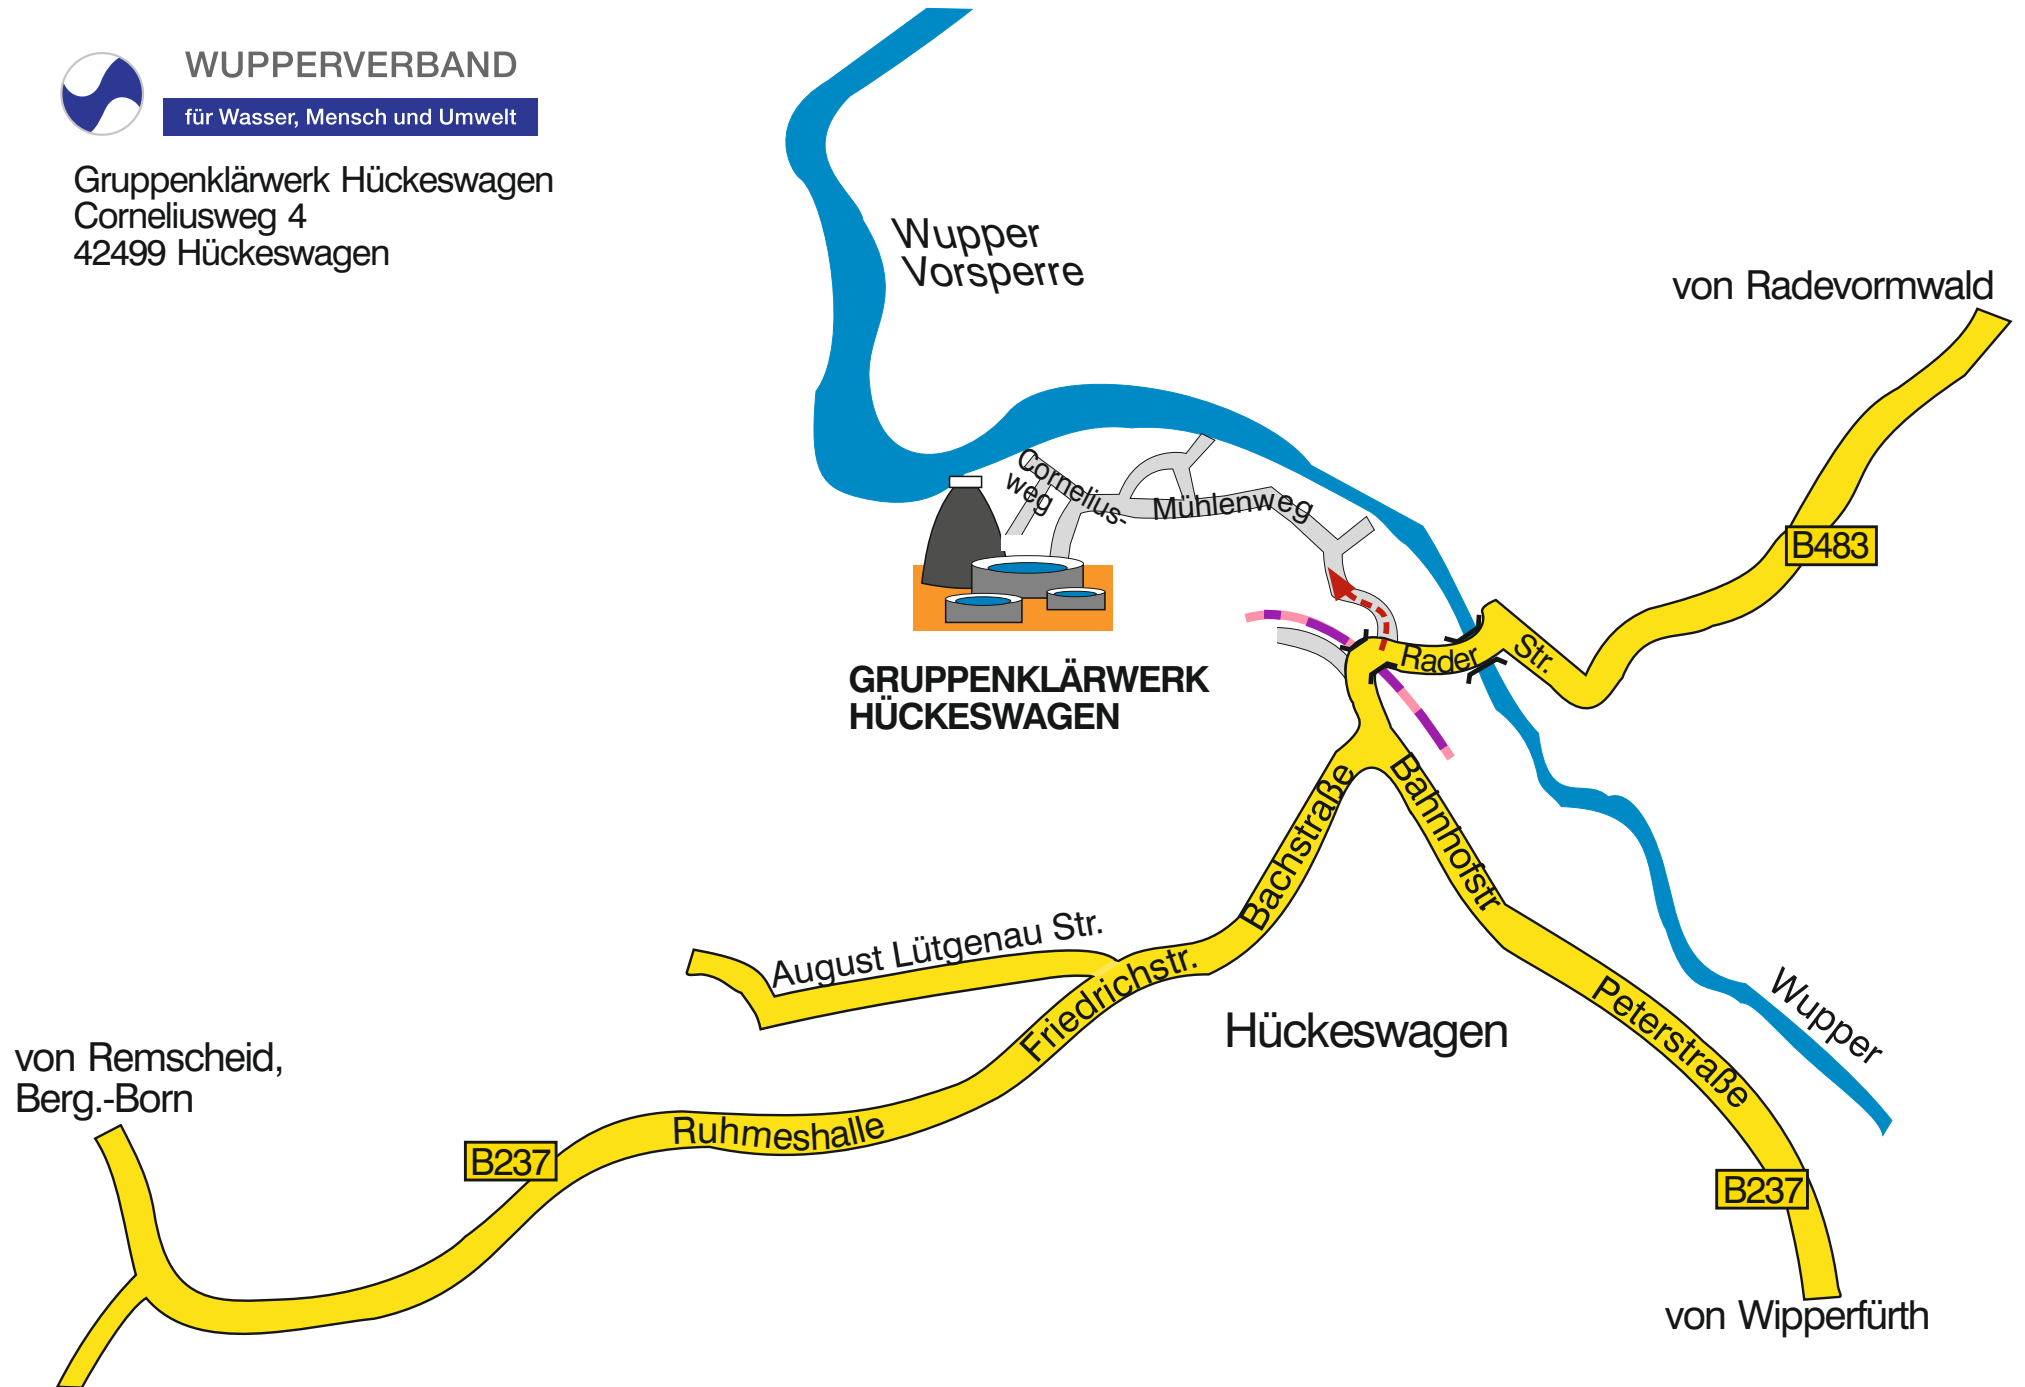 WUPPERVERBAND
für Wasser, Mensch und Umwelt
Gruppenklärwerk Hückeswagen
Corneliusweg 4
42499 Hückeswagen
Wupper
Vorsperre
von Radevormwald
Cornelius-
weg
Mühlenweg
B483
Rader
Str.
GRUPPENKLÄRWERK
HÜCKESWAGEN
Bachstraße
Bahnhofstr.
August Lütgenau Str.
Friedrichstr.
Hückeswagen
Peterstraße
Wupper
von Remscheid,
Berg.-Born
Ruhmeshalle
B237
B237
von Wipperfürth